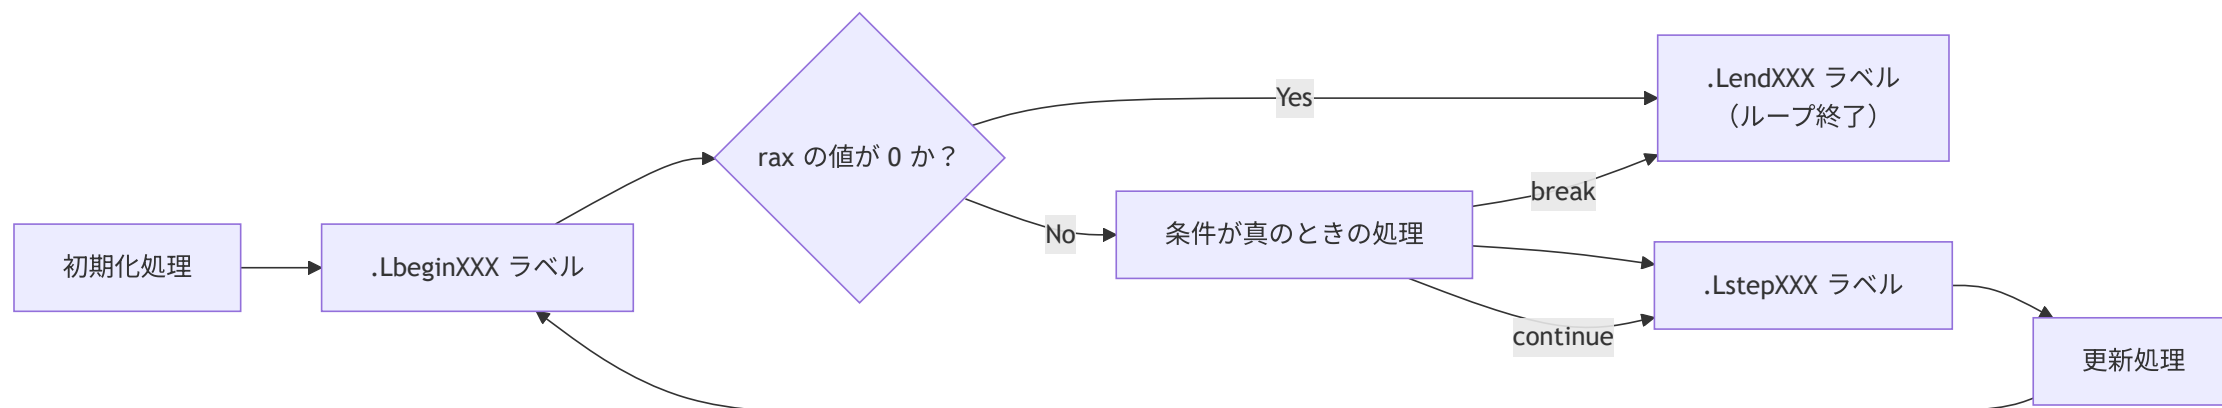 初期化処理
.LbeginXXX ラベル
rax の値が 0 か？
Yes
No
条件が真のときの処理
break
continue
.LendXXX ラベル
（ループ終了）
.LstepXXX ラベル
更新処理